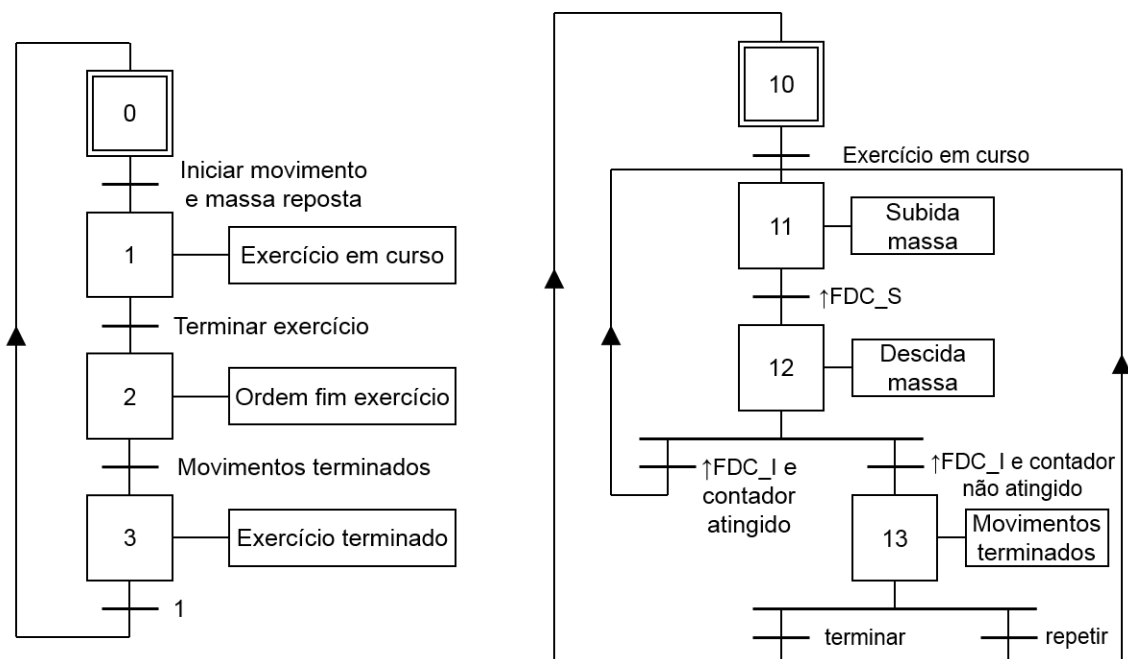 0
Iniciar movimento
e massa reposta
1
Exercício em curso
Terminar exercício
2
Ordem fim exercício
Movimentos terminados
3
Exercício terminado
1
10
Exercício em curso
11
Subida
massa
↑FDC_S
12
Descida
massa
↑FDC_I e
contador
atingido
↑FDC_I e contador
não atingido
13
Movimentos
terminados
terminar
repetir